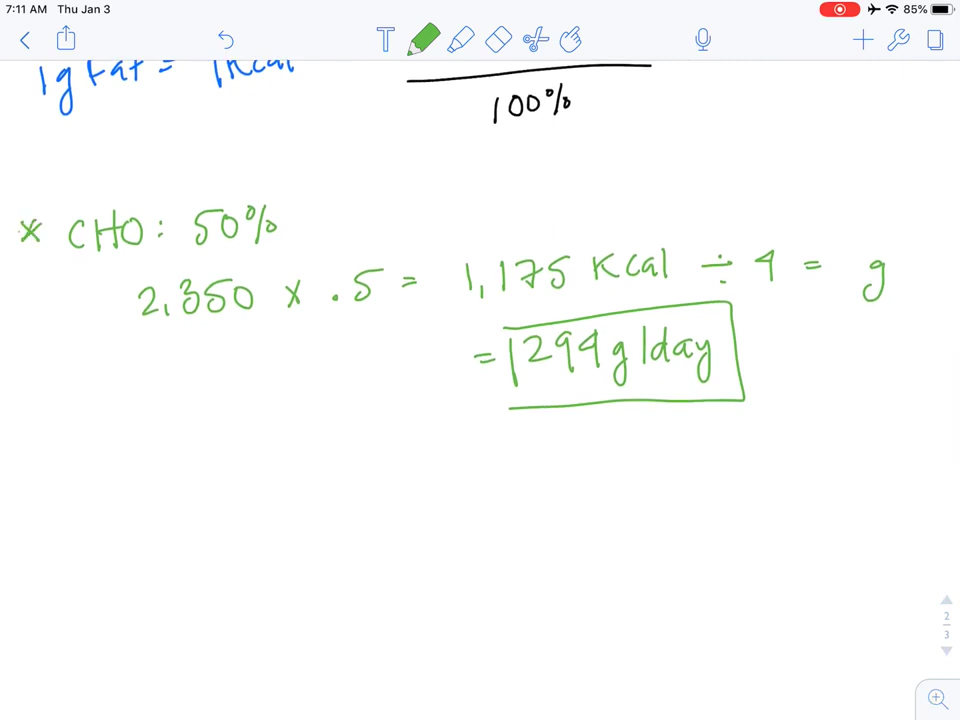 7:11 AM Thu Jan 3 85%
T
1g Fat = 9Kcal
100%
* CHO: 50%
2,350 x .5 = 1,175 Kcal ÷ 4 = g
= 294 g/day
2
3